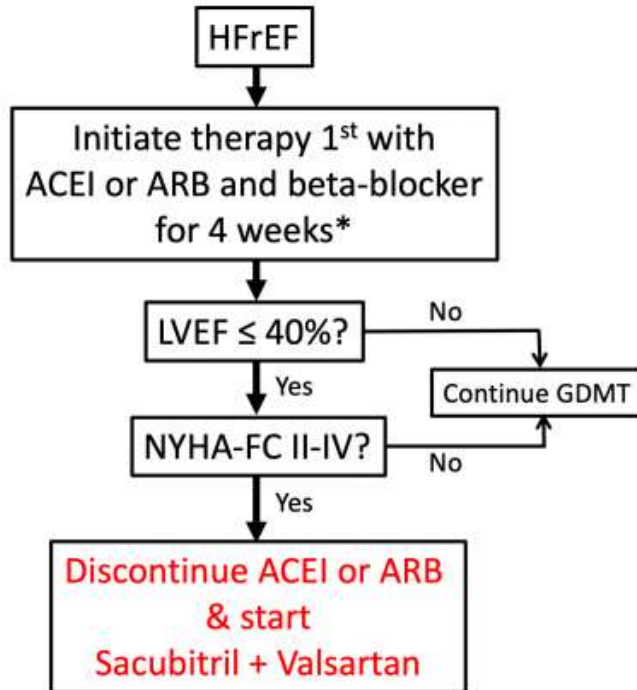 HFrEF
Initiate therapy 1st with
ACEI or ARB and beta-blocker
for 4 weeks*
LVEF ≤ 40%?
No
Yes
Continue GDMT
NYHA-FC II-IV?
No
Yes
Discontinue ACEI or ARB
& start
Sacubitril + Valsartan